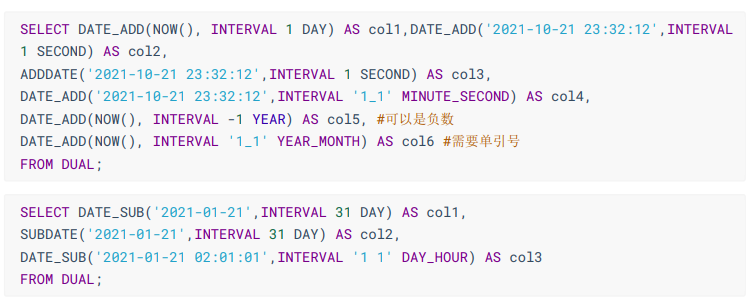 SELECT DATE_ADD(NOW(), INTERVAL 1 DAY) AS col1,DATE_ADD('2021-10-21 23:32:12',INTERVAL
1 SECOND) AS col2,
ADDDATE('2021-10-21 23:32:12',INTERVAL 1 SECOND) AS col3,
DATE_ADD('2021-10-21 23:32:12',INTERVAL '1_1' MINUTE_SECOND) AS col4,
DATE_ADD(NOW(), INTERVAL -1 YEAR) AS col5, #可以是负数
DATE_ADD(NOW(), INTERVAL '1_1' YEAR_MONTH) AS col6 #需要单引号
FROM DUAL;
SELECT DATE_SUB('2021-01-21',INTERVAL 31 DAY) AS col1,
SUBDATE('2021-01-21',INTERVAL 31 DAY) AS col2,
DATE_SUB('2021-01-21 02:01:01',INTERVAL '1 1' DAY_HOUR) AS col3
FROM DUAL;